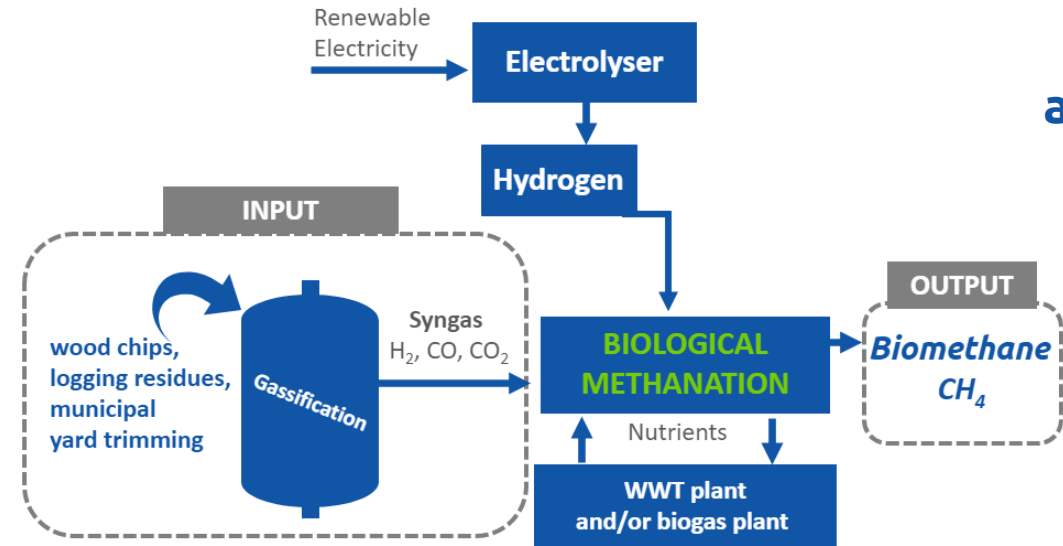 Renewable
Electricity
Electrolyser
a
Hydrogen
INPUT
OUTPUT
Syngas
H₂, CO, CO₂
wood chips,
logging residues,
municipal
yard trimming
Gassification
BIOLOGICAL
METHANATION
Biomethane
CH₄
Nutrients
WWT plant
and/or biogas plant